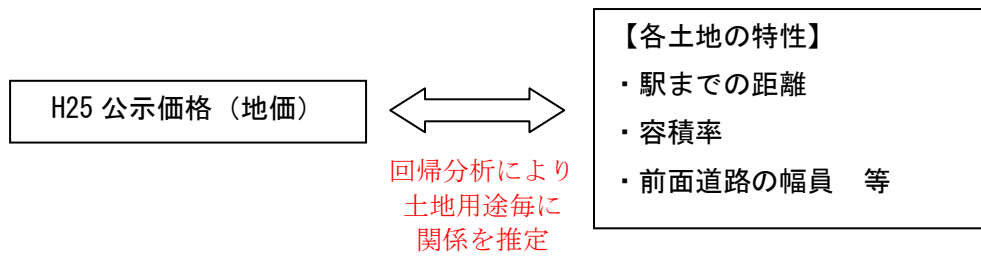 H25 公示価格（地価）
回帰分析により
土地用途毎に
関係を推定
【各土地の特性】
・駅までの距離
・容積率
・前面道路の幅員　等